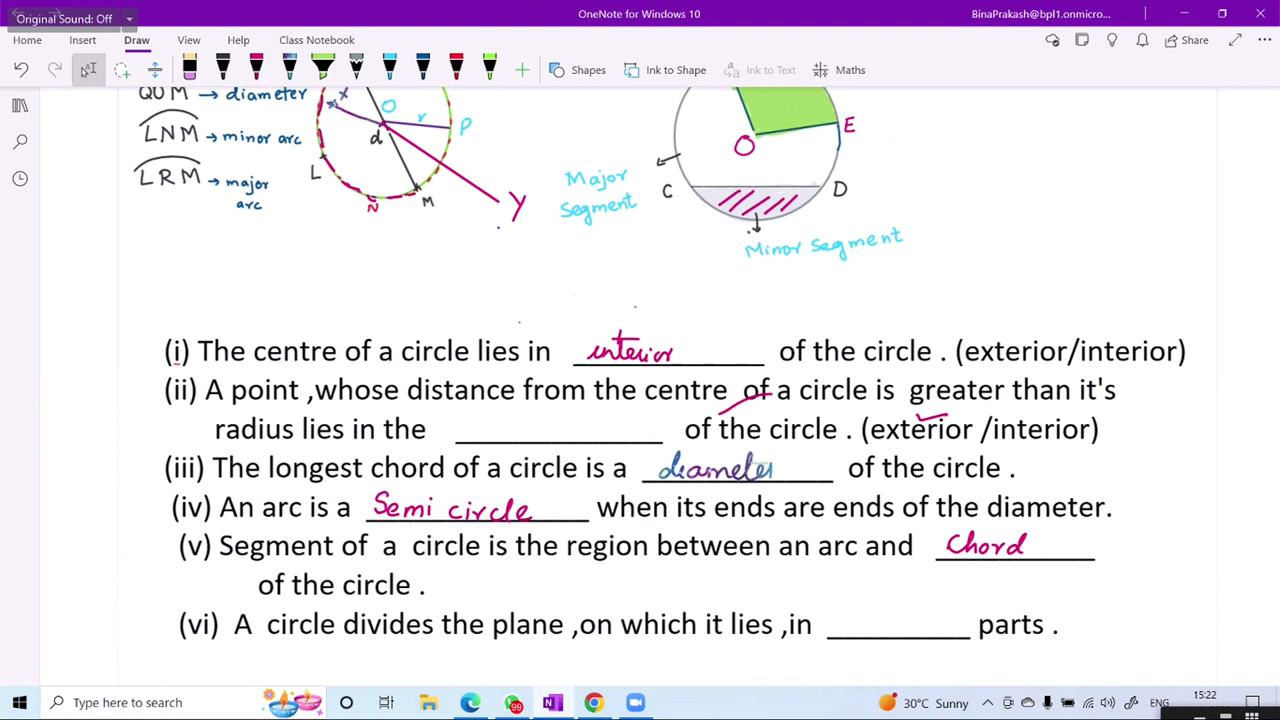 Original Sound: Off
OneNote for Windows 10
BinaPrakash@bpl1.onmicro...
Home Insert Draw View Help Class Notebook
Share
Shapes Ink to Shape Ink to Text Maths
QOM → diameter
LNM → minor arc
LRM → major
arc
x
O
r
P
d
L
N
M
Y
E
O
Major
Segment
C
D
Minor Segment
(i) The centre of a circle lies in interior of the circle . (exterior/interior)
(ii) A point ,whose distance from the centre of a circle is greater than it's
radius lies in the ______________ of the circle . (exterior /interior)
(iii) The longest chord of a circle is a diameter of the circle .
(iv) An arc is a Semi circle when its ends are ends of the diameter.
(v) Segment of a circle is the region between an arc and Chord
of the circle .
(vi) A circle divides the plane ,on which it lies ,in __________ parts .
Type here to search
99
30°C Sunny
ENG
15:22